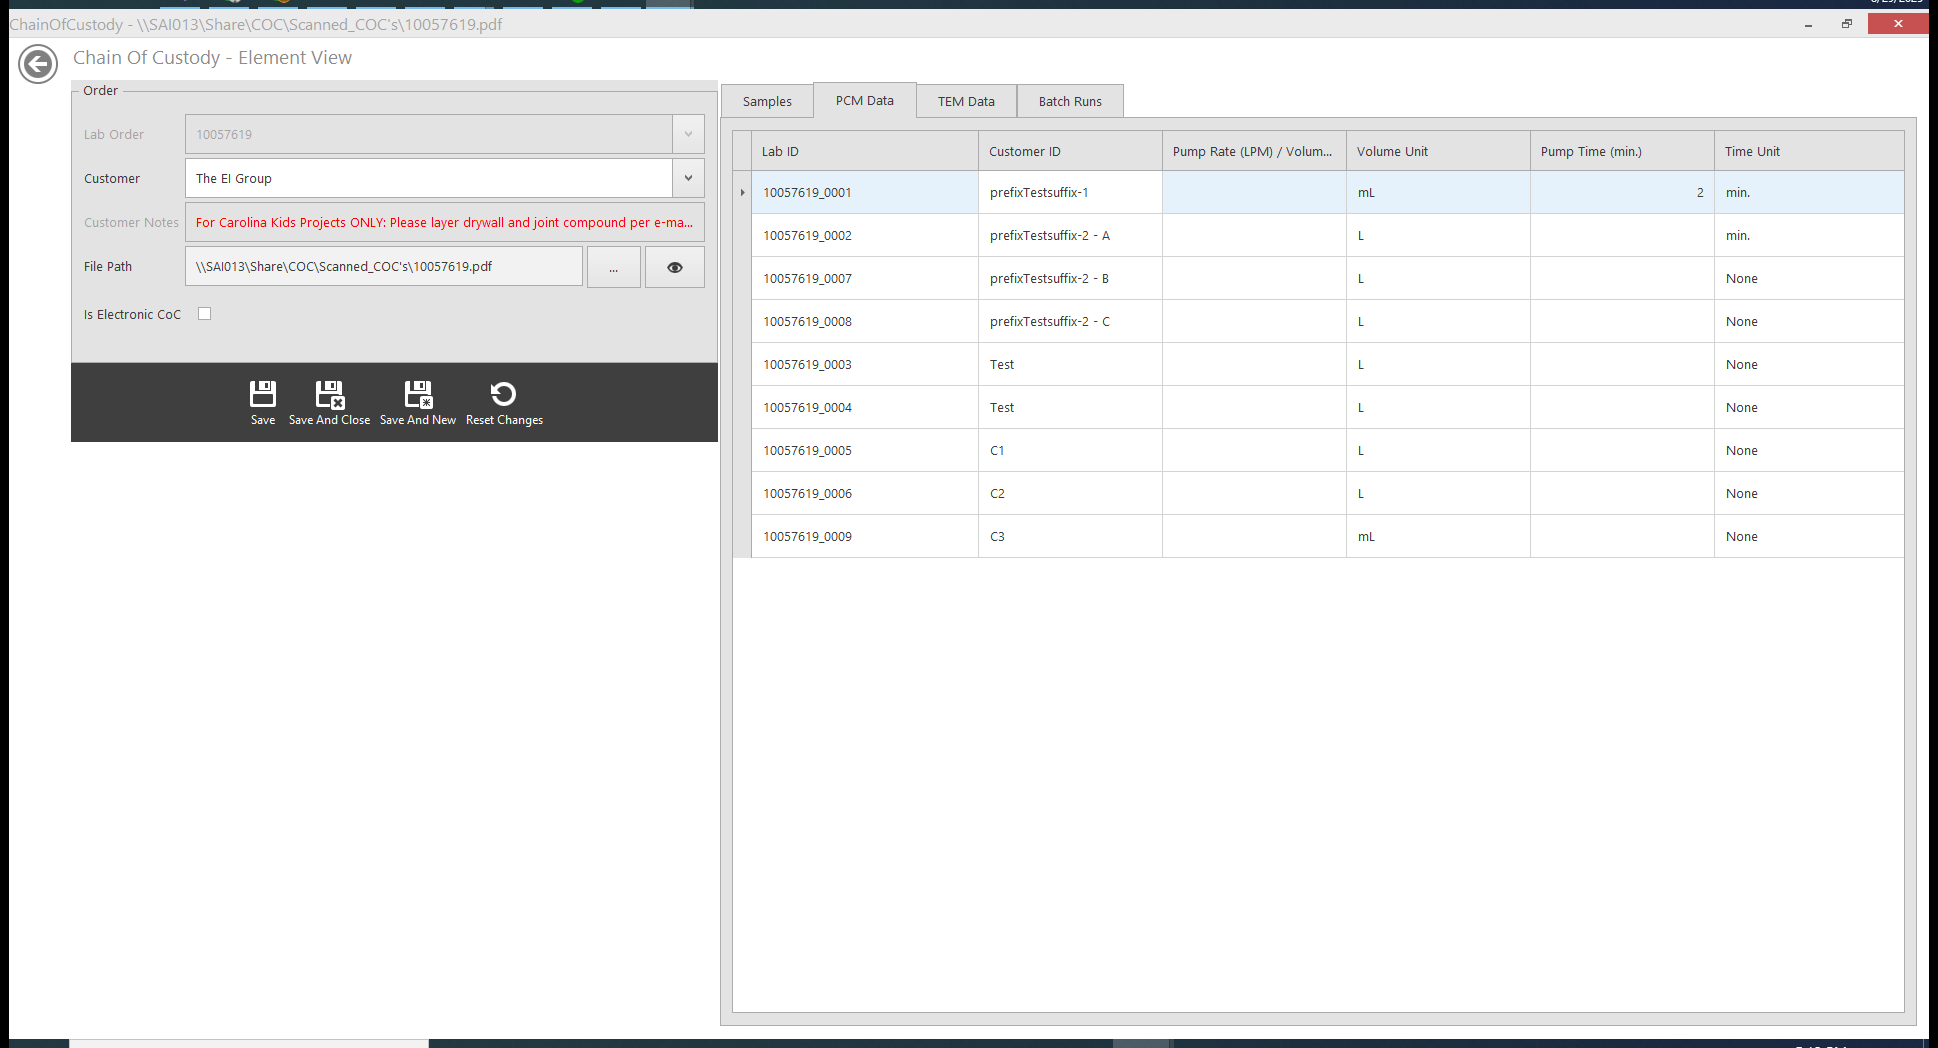 ChainOfCustody - \\SAI013\Share\COC\Scanned_COC's\10057619.pdf
Chain Of Custody - Element View
Order
Lab Order 10057619
Customer The EI Group
Customer Notes For Carolina Kids Projects ONLY: Please layer drywall and joint compound per e-ma...
File Path \\SAI013\Share\COC\Scanned_COC's\10057619.pdf ...
Is Electronic CoC
Save Save And Close Save And New Reset Changes
Samples PCM Data TEM Data Batch Runs
Lab ID Customer ID Pump Rate (LPM) / Volum... Volume Unit Pump Time (min.) Time Unit
10057619_0001 prefixTestsuffix-1 mL 2 min.
10057619_0002 prefixTestsuffix-2 - A L min.
10057619_0007 prefixTestsuffix-2 - B L None
10057619_0008 prefixTestsuffix-2 - C L None
10057619_0003 Test L None
10057619_0004 Test L None
10057619_0005 C1 L None
10057619_0006 C2 L None
10057619_0009 C3 mL None